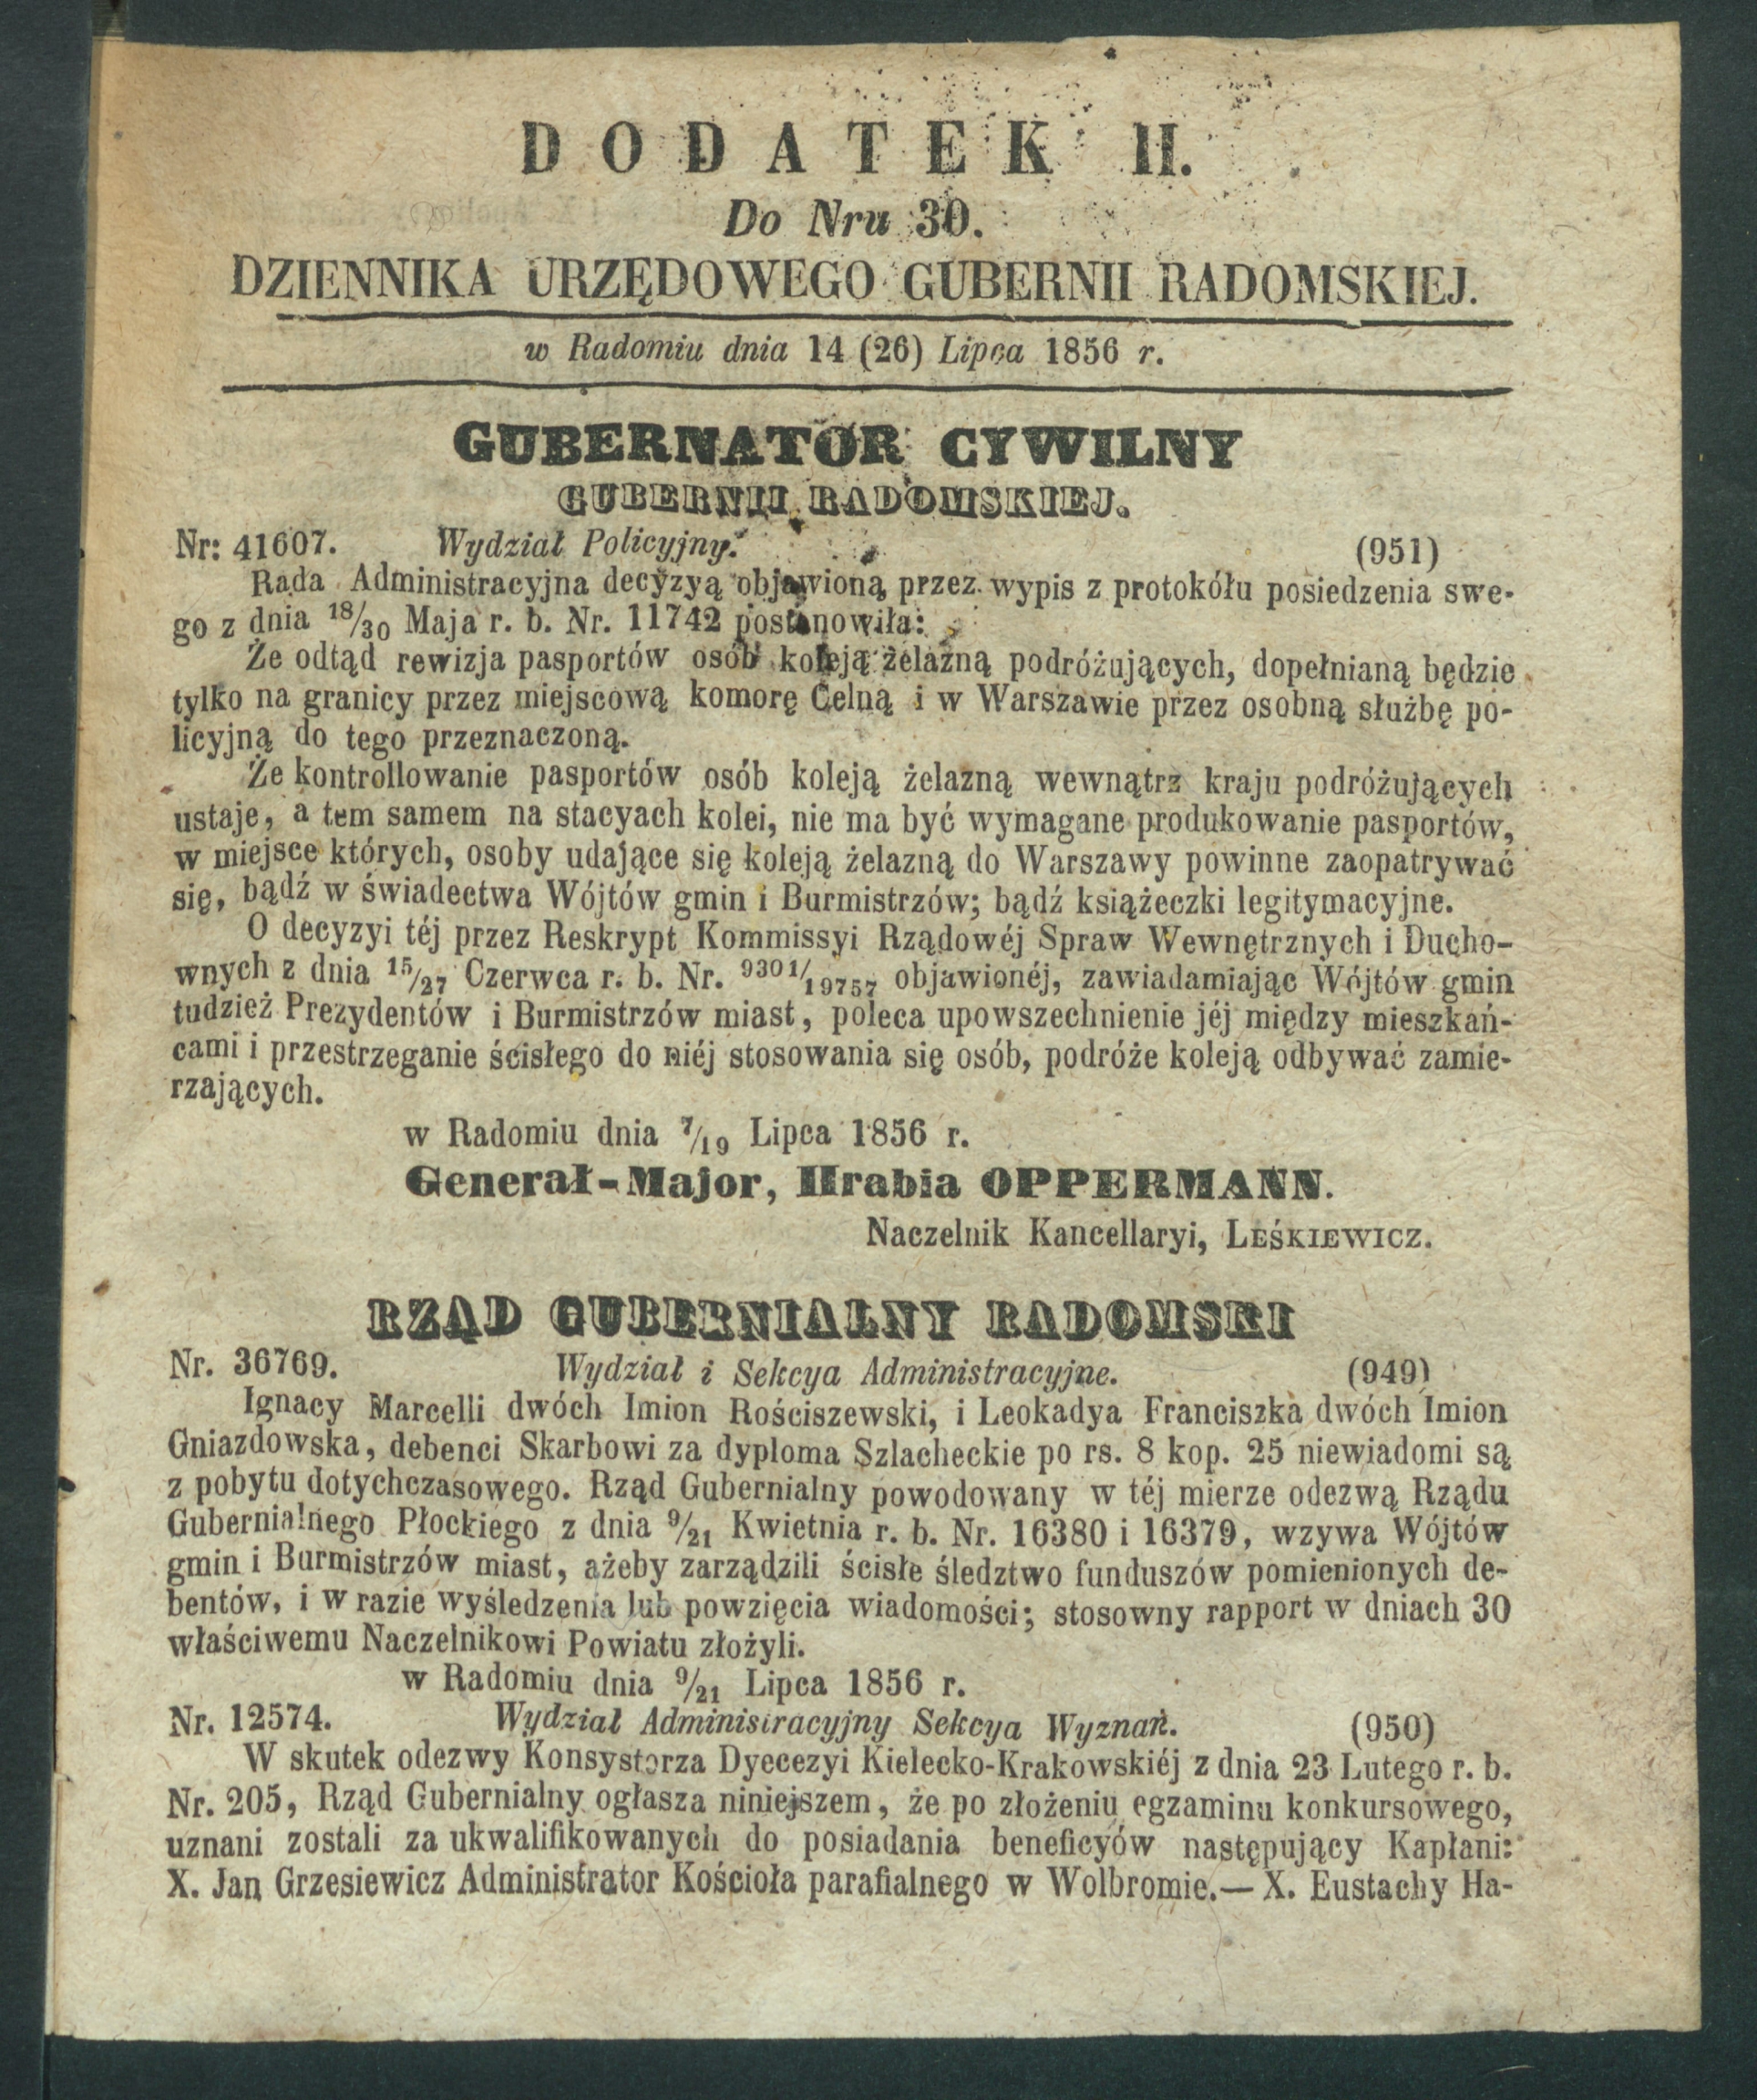 DODATEK II.
Do Nru 30.
DZIENNIKA URZĘDOWEGO GUBERNII RADOMSKIEJ.
w Radomiu dnia 14 (26) Lipca 1856 r.
GUBERNATOR CYWILNY
GUBERNII RADOMSKIEJ.
Nr: 41607. Wydział Policyjny. (951)
Rada Administracyjna decyzyą objawioną przez wypis z protokółu posiedzenia swe-
go z dnia 18/30 Maja r. b. Nr. 11742 postanowiła:
Że odtąd rewizja pasportów osób koleją żelazną podróżujących, dopełnianą będzie
tylko na granicy przez miejscową komorę Celną i w Warszawie przez osobną służbę po-
licyjną do tego przeznaczoną.
Że kontrollowanie pasportów osób koleją żelazną wewnątrz kraju podróżujących
ustaje, a tem samem na stacyach kolei, nie ma być wymagane produkowanie pasportów,
w miejsce których, osoby udające się koleją żelazną do Warszawy powinne zaopatrywać
się, bądź w świadectwa Wójtów gmin i Burmistrzów; bądź książeczki legitymacyjne.
O decyzyi téj przez Reskrypt Kommissyi Rządowéj Spraw Wewnętrznych i Ducho-
wnych z dnia 15/27 Czerwca r. b. Nr. 9301/19757 objawionéj, zawiadamiając Wójtów gmin
tudzież Prezydentów i Burmistrzów miast, poleca upowszechnienie jéj między mieszkań-
cami i przestrzeganie ścisłego do niéj stosowania się osób, podróże koleją odbywać zamie-
rzających.
w Radomiu dnia 7/19 Lipca 1856 r.
Generał-Major, Hrabia OPPERMANN.
Naczelnik Kancellaryi, LEŚKIEWICZ.
RZĄD GUBERNIALNY RADOMSKI
Nr. 36769. Wydział i Sekcya Administracyjne. (949)
Ignacy Marcelli dwóch Imion Rościszewski, i Leokadya Franciszka dwóch Imion
Gniazdowska, debenci Skarbowi za dyploma Szlacheckie po rs. 8 kop. 25 niewiadomi są
z pobytu dotychczasowego. Rząd Gubernialny powodowany w téj mierze odezwą Rządu
Gubernialnego Płockiego z dnia 9/21 Kwietnia r. b. Nr. 16380 i 16379, wzywa Wójtów
gmin i Burmistrzów miast, ażeby zarządzili ścisłe śledztwo funduszów pomienionych de-
bentów, i w razie wyśledzenia lub powzięcia wiadomości; stosowny rapport w dniach 30
właściwemu Naczelnikowi Powiatu złożyli.
w Radomiu dnia 9/21 Lipca 1856 r.
Nr. 12574. Wydział Administracyjny Sekcya Wyznań. (950)
W skutek odezwy Konsystorza Dyecezyi Kielecko-Krakowskiéj z dnia 23 Lutego r. b.
Nr. 205, Rząd Gubernialny ogłasza niniejszem, że po złożeniu egzaminu konkursowego,
uznani zostali za ukwalifikowanych do posiadania beneficyów następujący Kapłani:
X. Jan Grzesiewicz Administrator Kościoła parafialnego w Wolbromie.— X. Eustachy Ha-